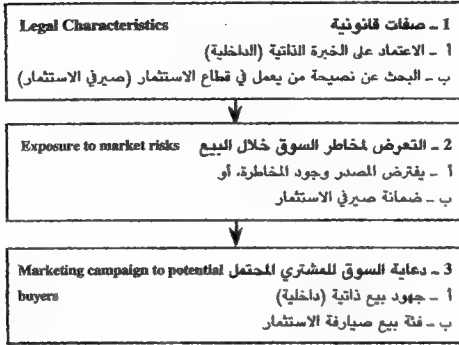 1 ـ صفات قانونية Legal Characteristics
أ ـ الاعتماد على الخبرة الذاتية (الداخلية)
ب ـ البحث عن نصيحة من يعمل في قطاع الاستثمار (صيرفي الاستثمار)
2 ـ التعرض لمخاطر السوق خلال البيع Exposure to market risks
أ ـ يفترض المصدر وجود المخاطرة، أو
ب ـ ضمانة صيرفي الاستثمار
3 ـ دعاية السوق للمشتري المحتمل Marketing campaign to potential
buyers
أ ـ جهود بيع ذاتية (داخلية)
ب ـ فئة بيع صيارفة الاستثمار